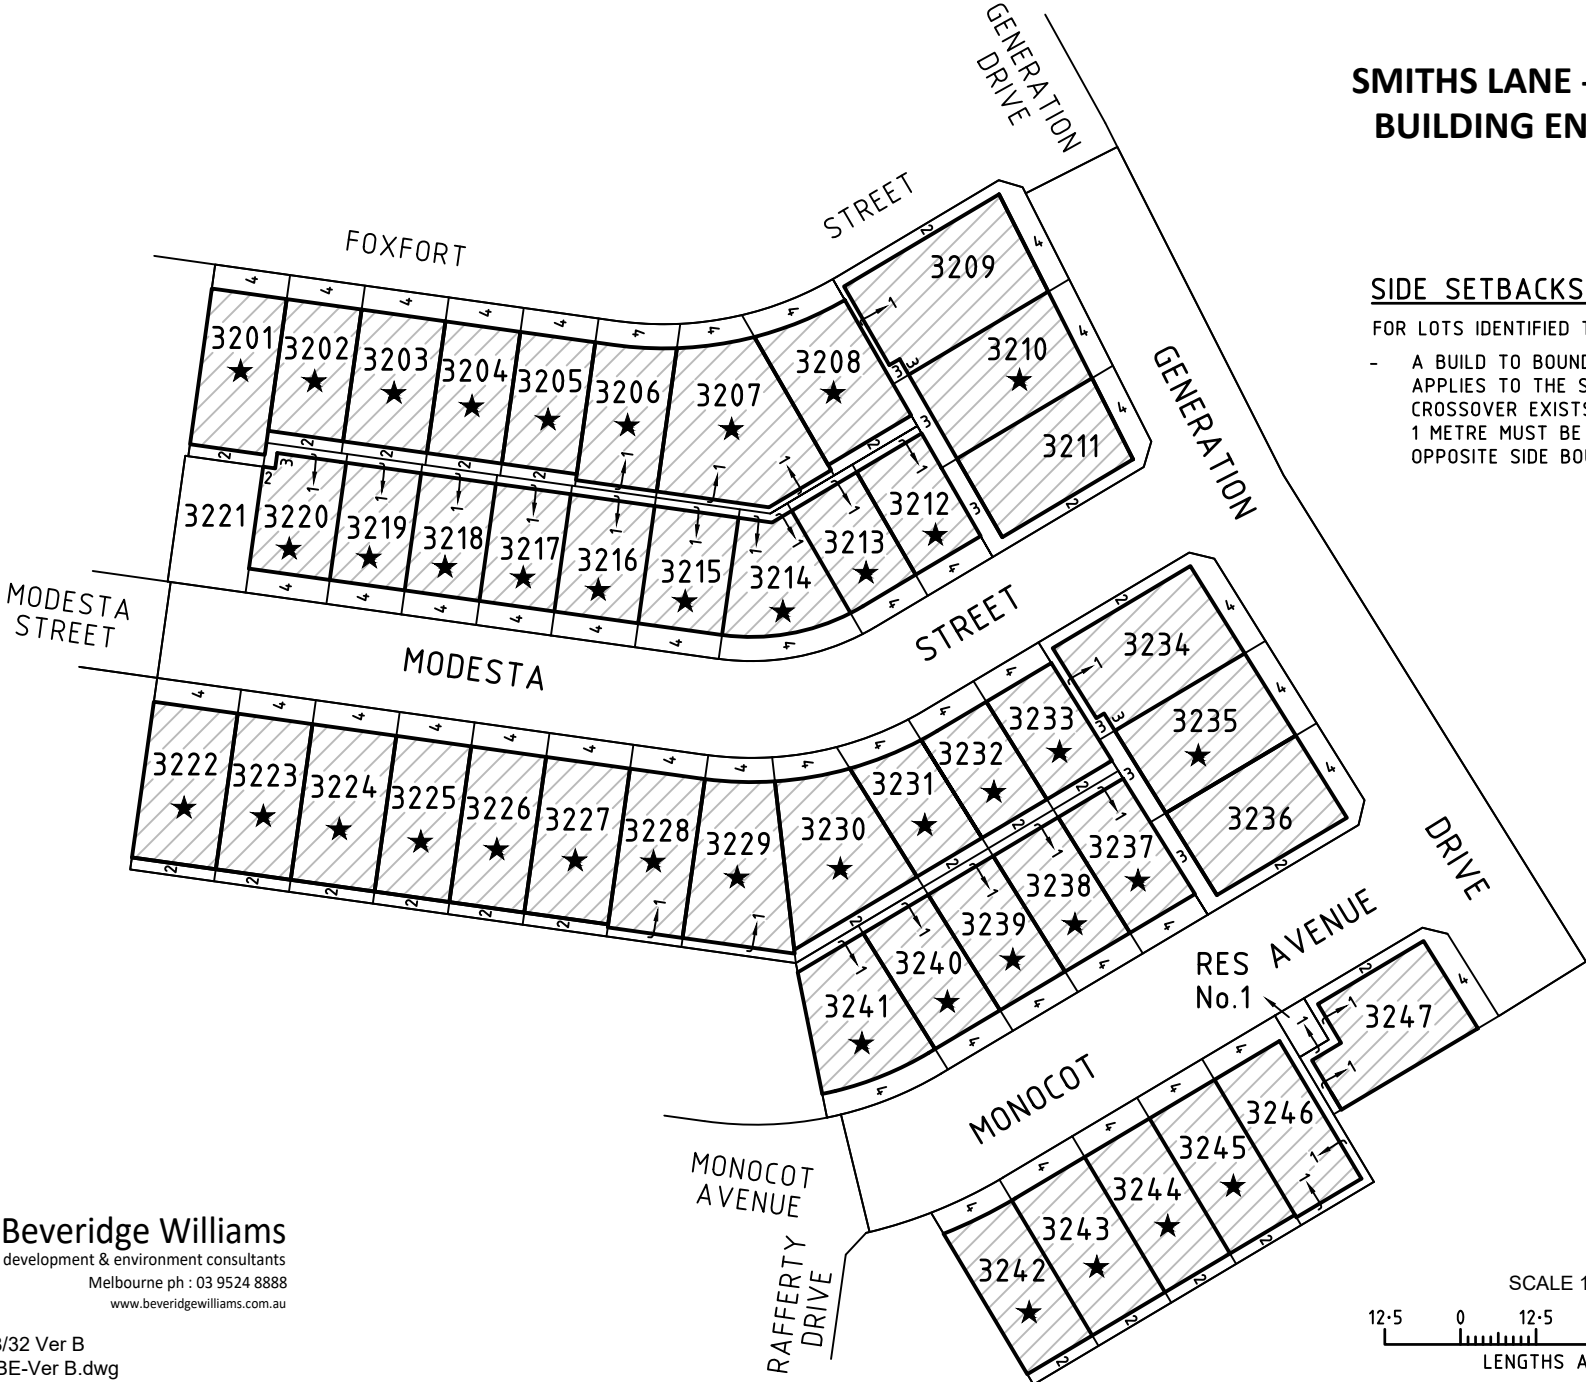 GENERATION
DRIVE
SMITHS LANE -
BUILDING EN
FOXFORT
STREET
SIDE SETBACKS
FOR LOTS IDENTIFIED T
- A BUILD TO BOUND
APPLIES TO THE S
CROSSOVER EXISTS
1 METRE MUST BE
OPPOSITE SIDE BOU
3201
3202
3203
3204
3205
3206
3207
3208
3209
3210
3211
GENERATION
3221
3220
3219
3218
3217
3216
3215
3214
3213
3212
MODESTA
STREET
MODESTA
STREET
3222
3223
3224
3225
3226
3227
3228
3229
3230
3231
3232
3233
3234
3235
3236
DRIVE
3241
3240
3239
3238
3237
RES
No.1
AVENUE
MONOCOT
3247
3246
3245
3244
3243
3242
MONOCOT
AVENUE
RAFFERTY
DRIVE
Beveridge Williams
development & environment consultants
Melbourne ph : 03 9524 8888
www.beveridgewilliams.com.au
/32 Ver B
BE-Ver B.dwg
SCALE 1
12·5 0 12·5
LENGTHS A